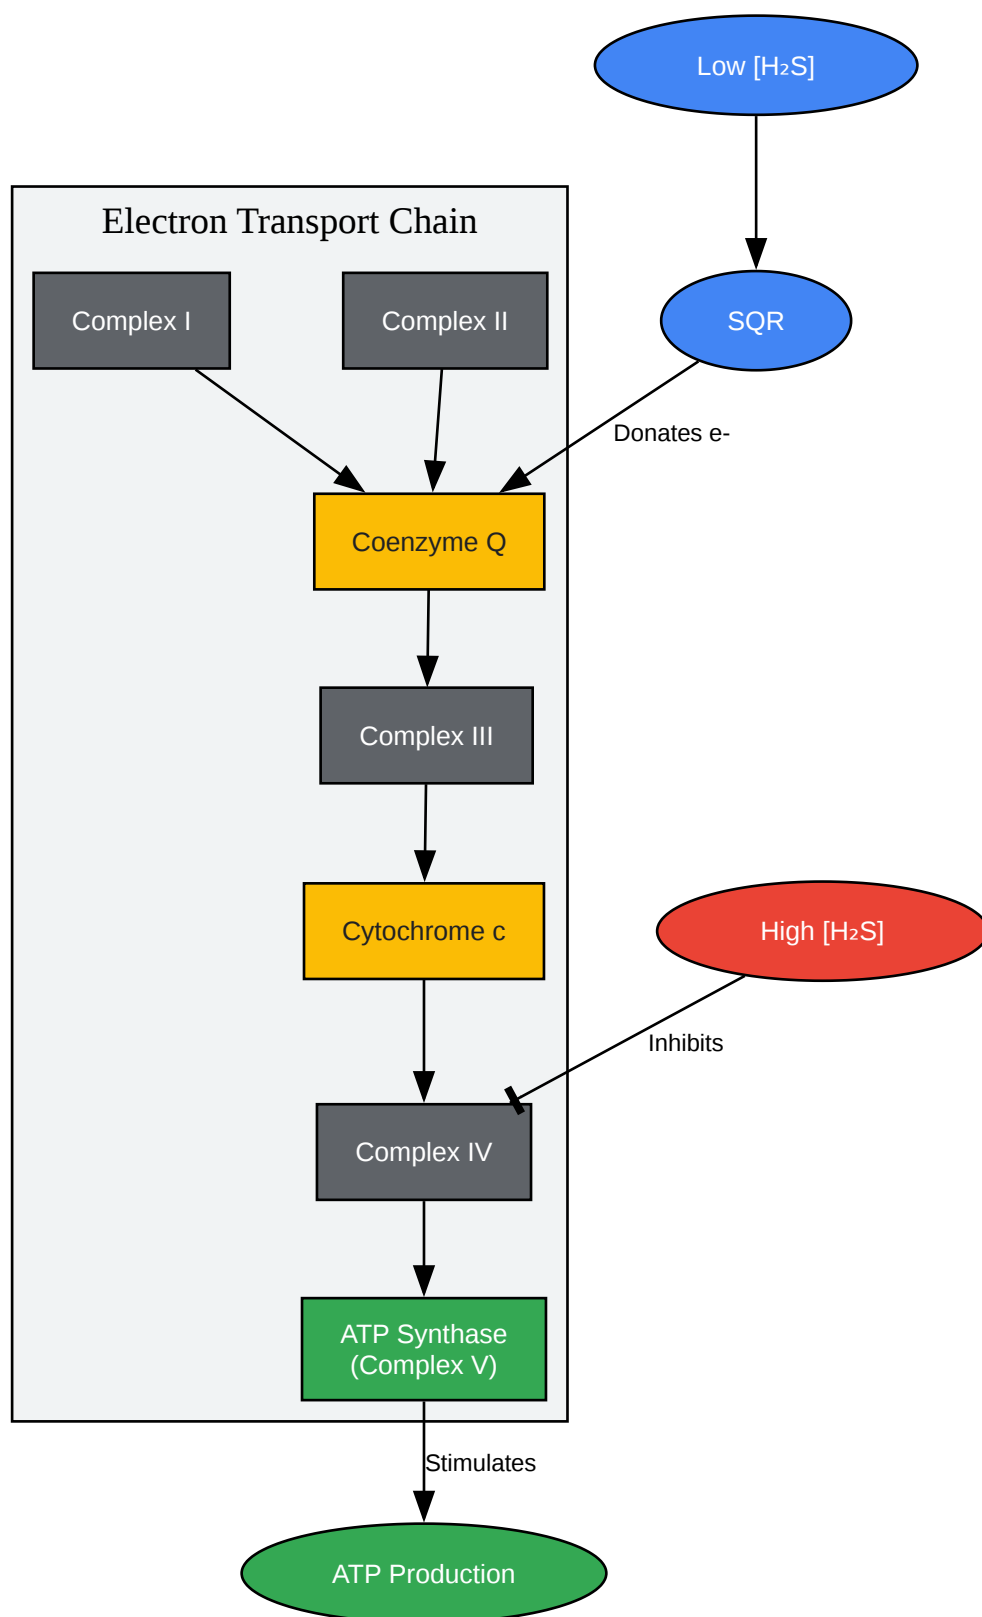 Low [H₂S]
Electron Transport Chain
Complex I
Complex II
SQR
Donates e-
Coenzyme Q
Complex III
Cytochrome c
High [H₂S]
Inhibits
Complex IV
ATP Synthase
(Complex V)
Stimulates
ATP Production